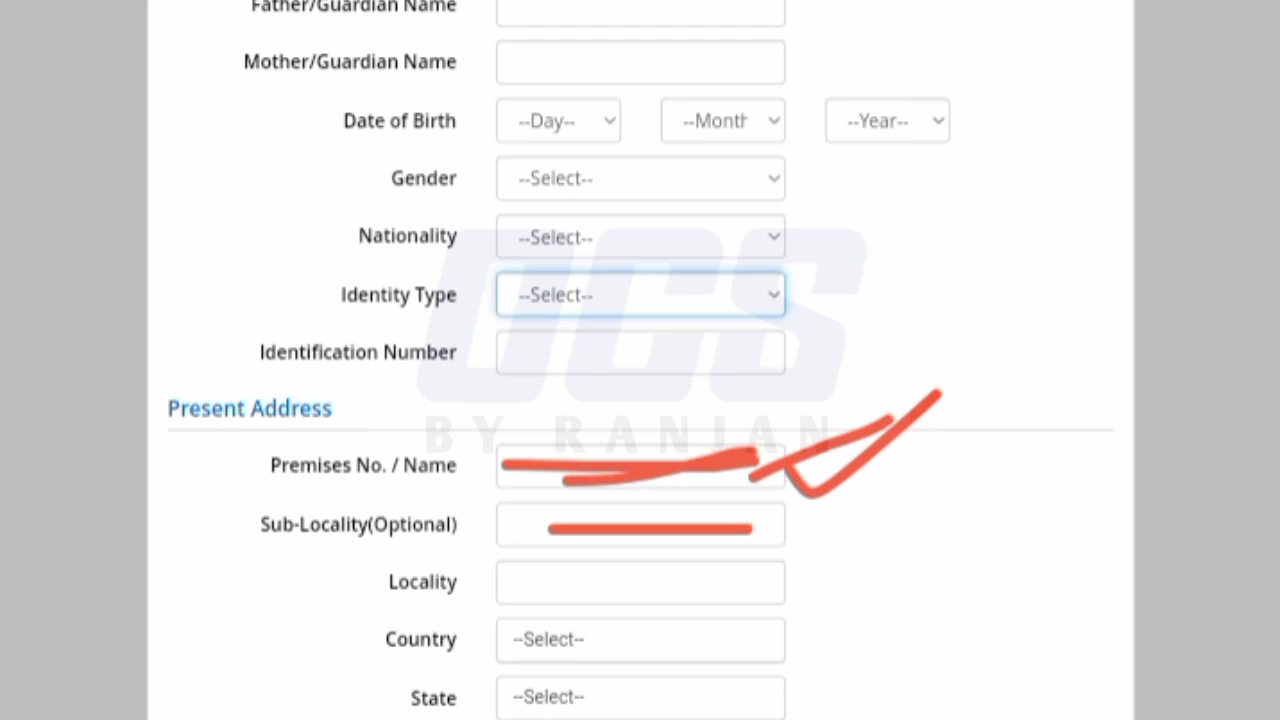 Father/Guardian Name
Mother/Guardian Name
Date of Birth --Day-- --Month --Year--
Gender --Select--
Nationality --Select--
Identity Type --Select--
Identification Number
OCS
BY RANJAN
Present Address
Premises No. / Name
Sub-Locality(Optional)
Locality
Country --Select--
State --Select--